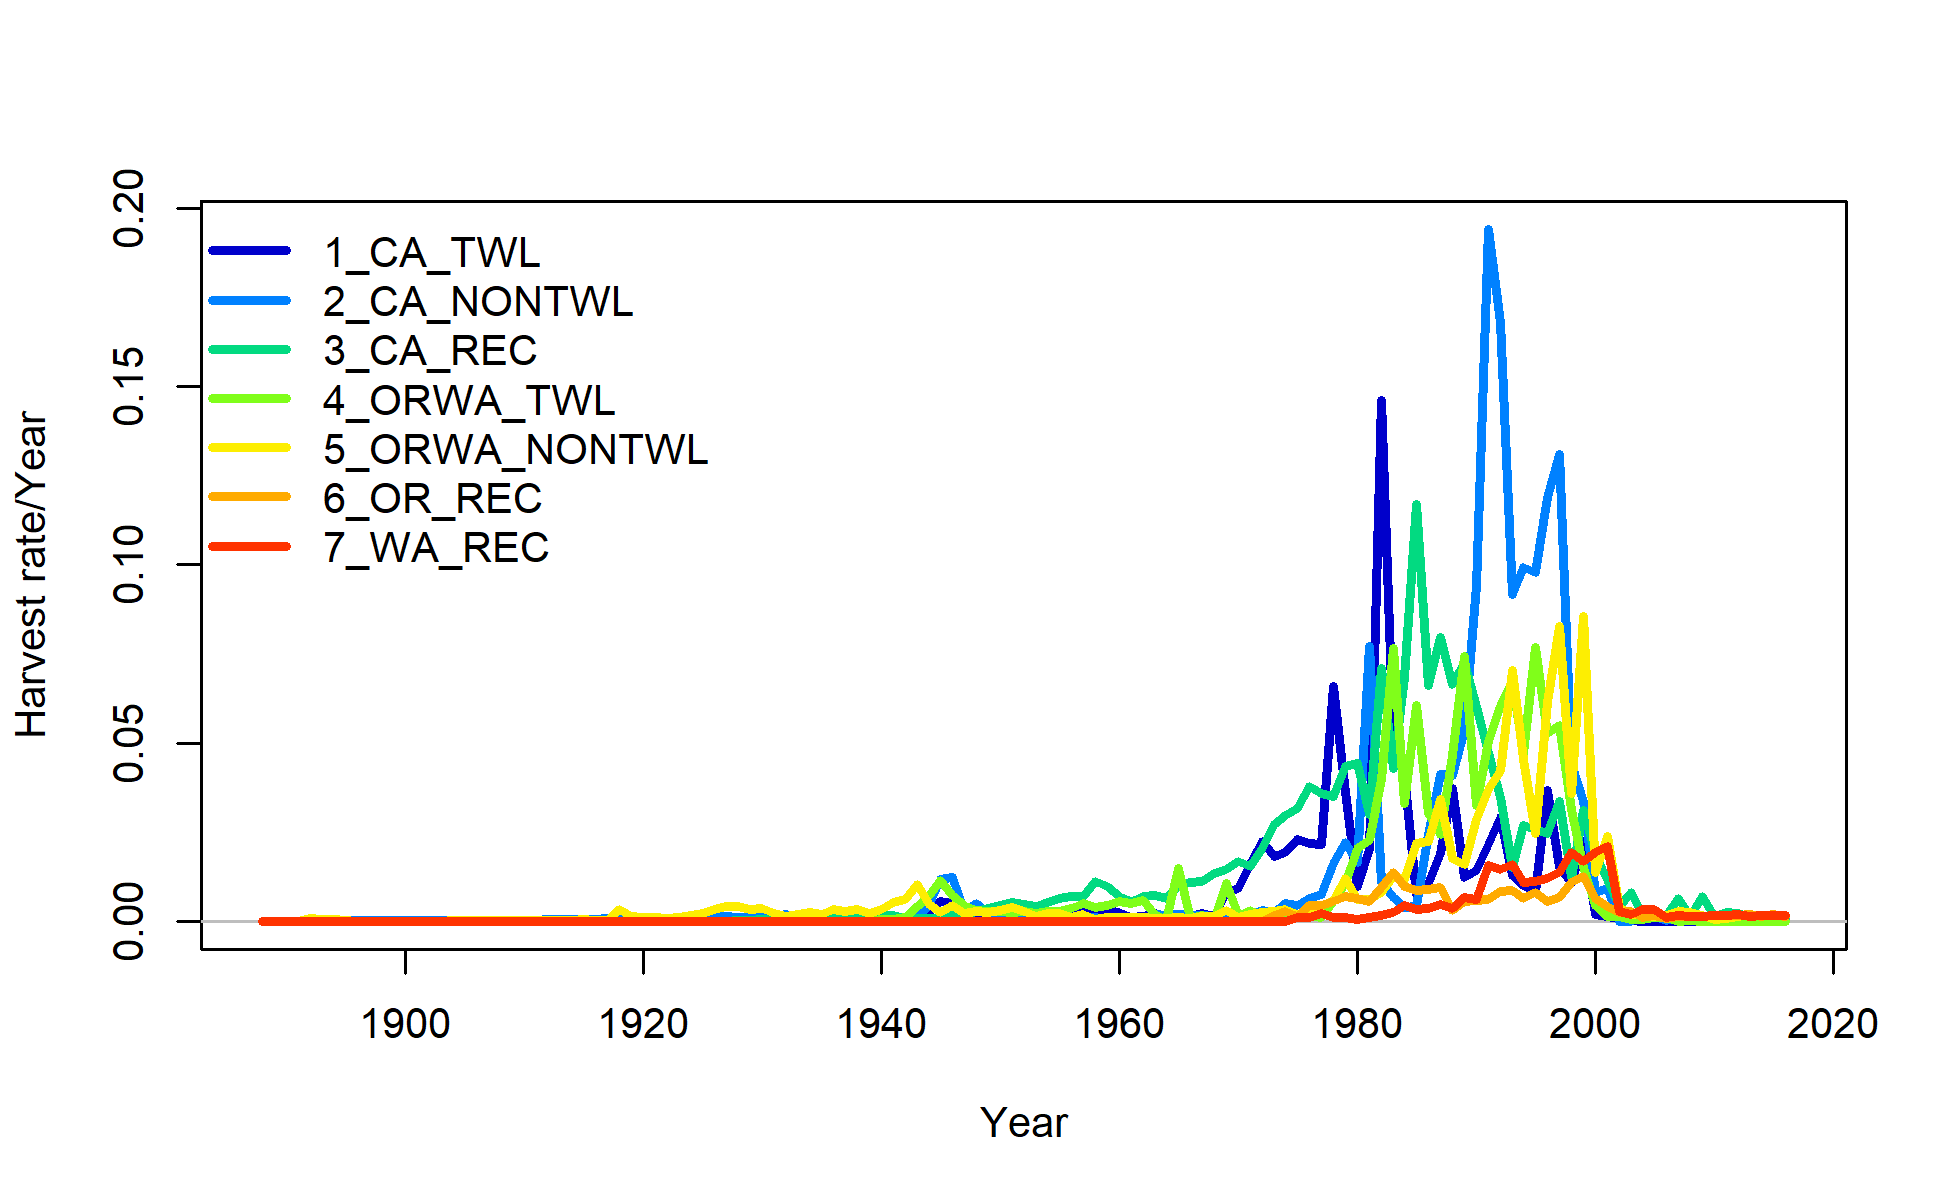 0.20
0.15
0.10
0.05
0.00
Harvest rate/Year
1_CA_TWL
2_CA_NONTWL
3_CA_REC
4_ORWA_TWL
5_ORWA_NONTWL
6_OR_REC
7_WA_REC
1900 1920 1940 1960 1980 2000 2020
Year